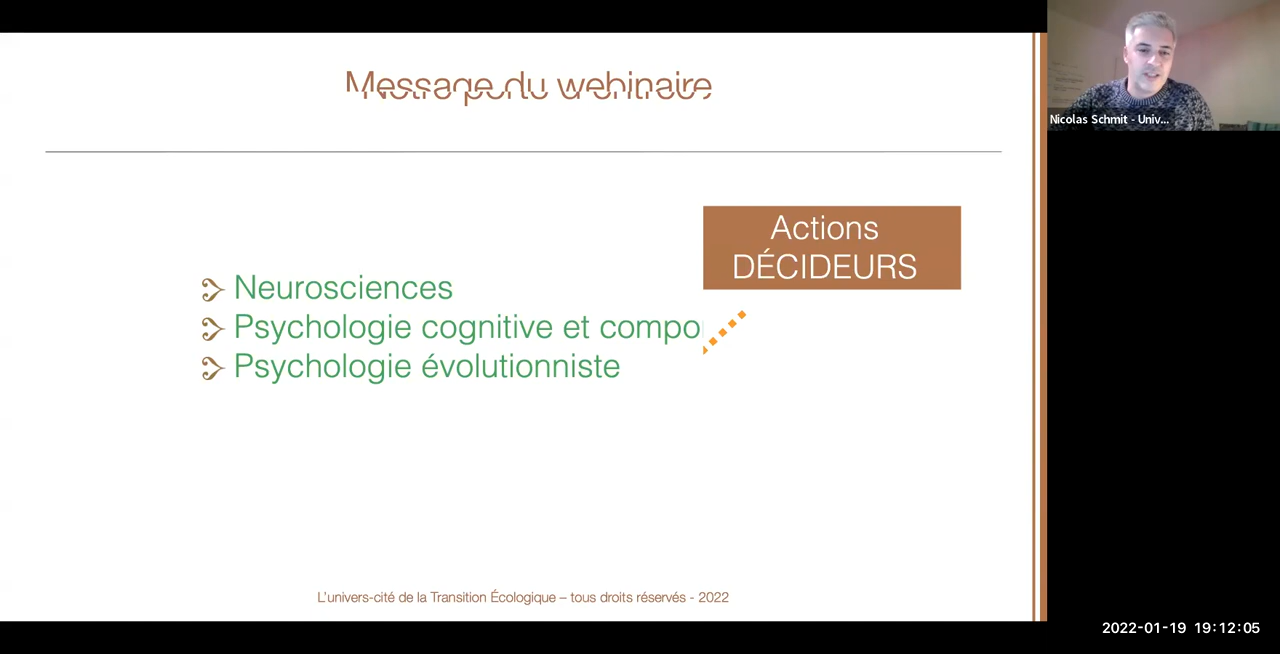 Message du webinaire
Nicolas Schmit - Univ...
Actions
DÉCIDEURS
Neurosciences
Psychologie cognitive et compo
Psychologie évolutionniste
L'univers-cité de la Transition Écologique – tous droits réservés - 2022
2022-01-19 19:12:05